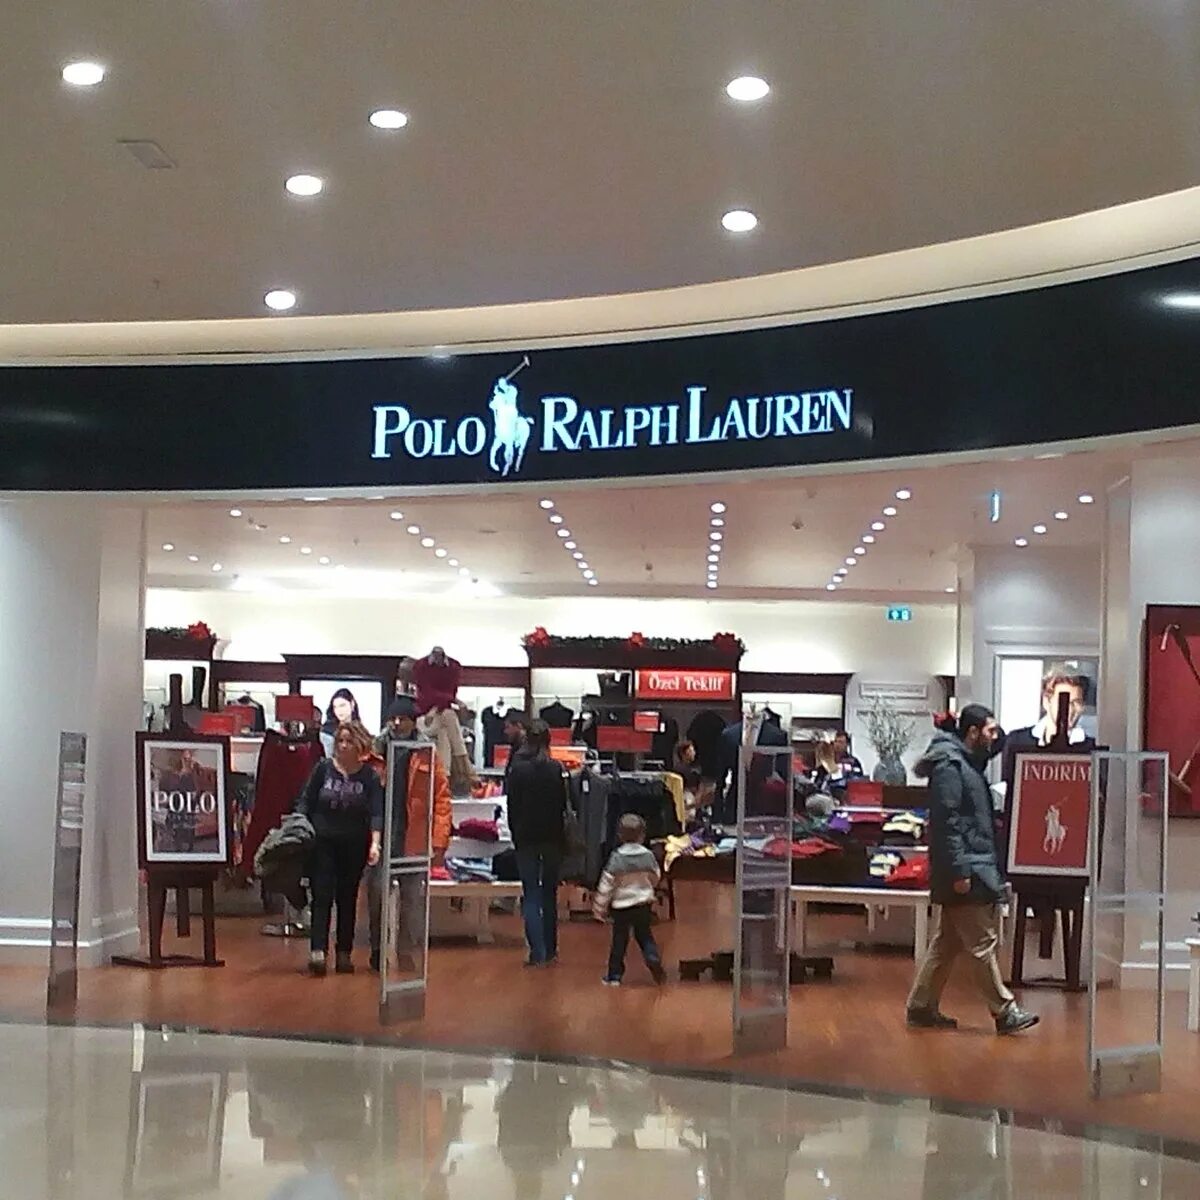 POLO RALPH LAUREN
Özel Teklif
POLO
İNDİRİM